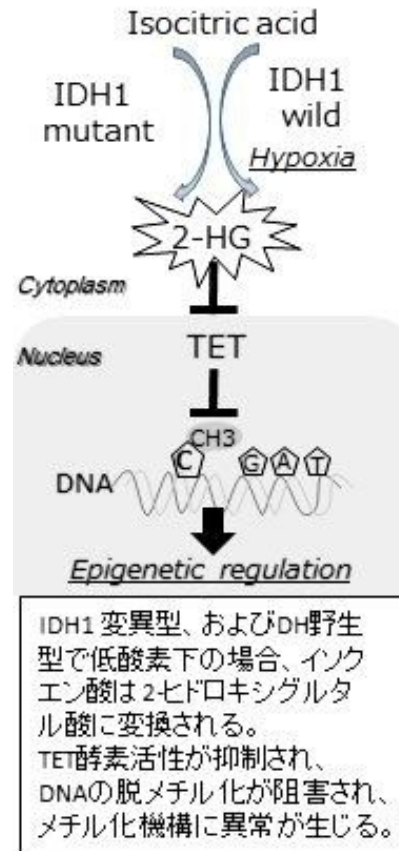 Isocitric acid
IDH1
mutant
IDH1
wild
Hypoxia
2-HG
Cytoplasm
Nucleus
TET
CH3
C G A T
DNA
Epigenetic regulation
IDH1 変異型、およびDH野生
型で低酸素下の場合、イソク
エン酸は2-ヒドロキシグルタ
ル酸に変換される。
TET酵素活性が抑制され、
DNAの脱メチル化が阻害され、
メチル化機構に異常が生じる。